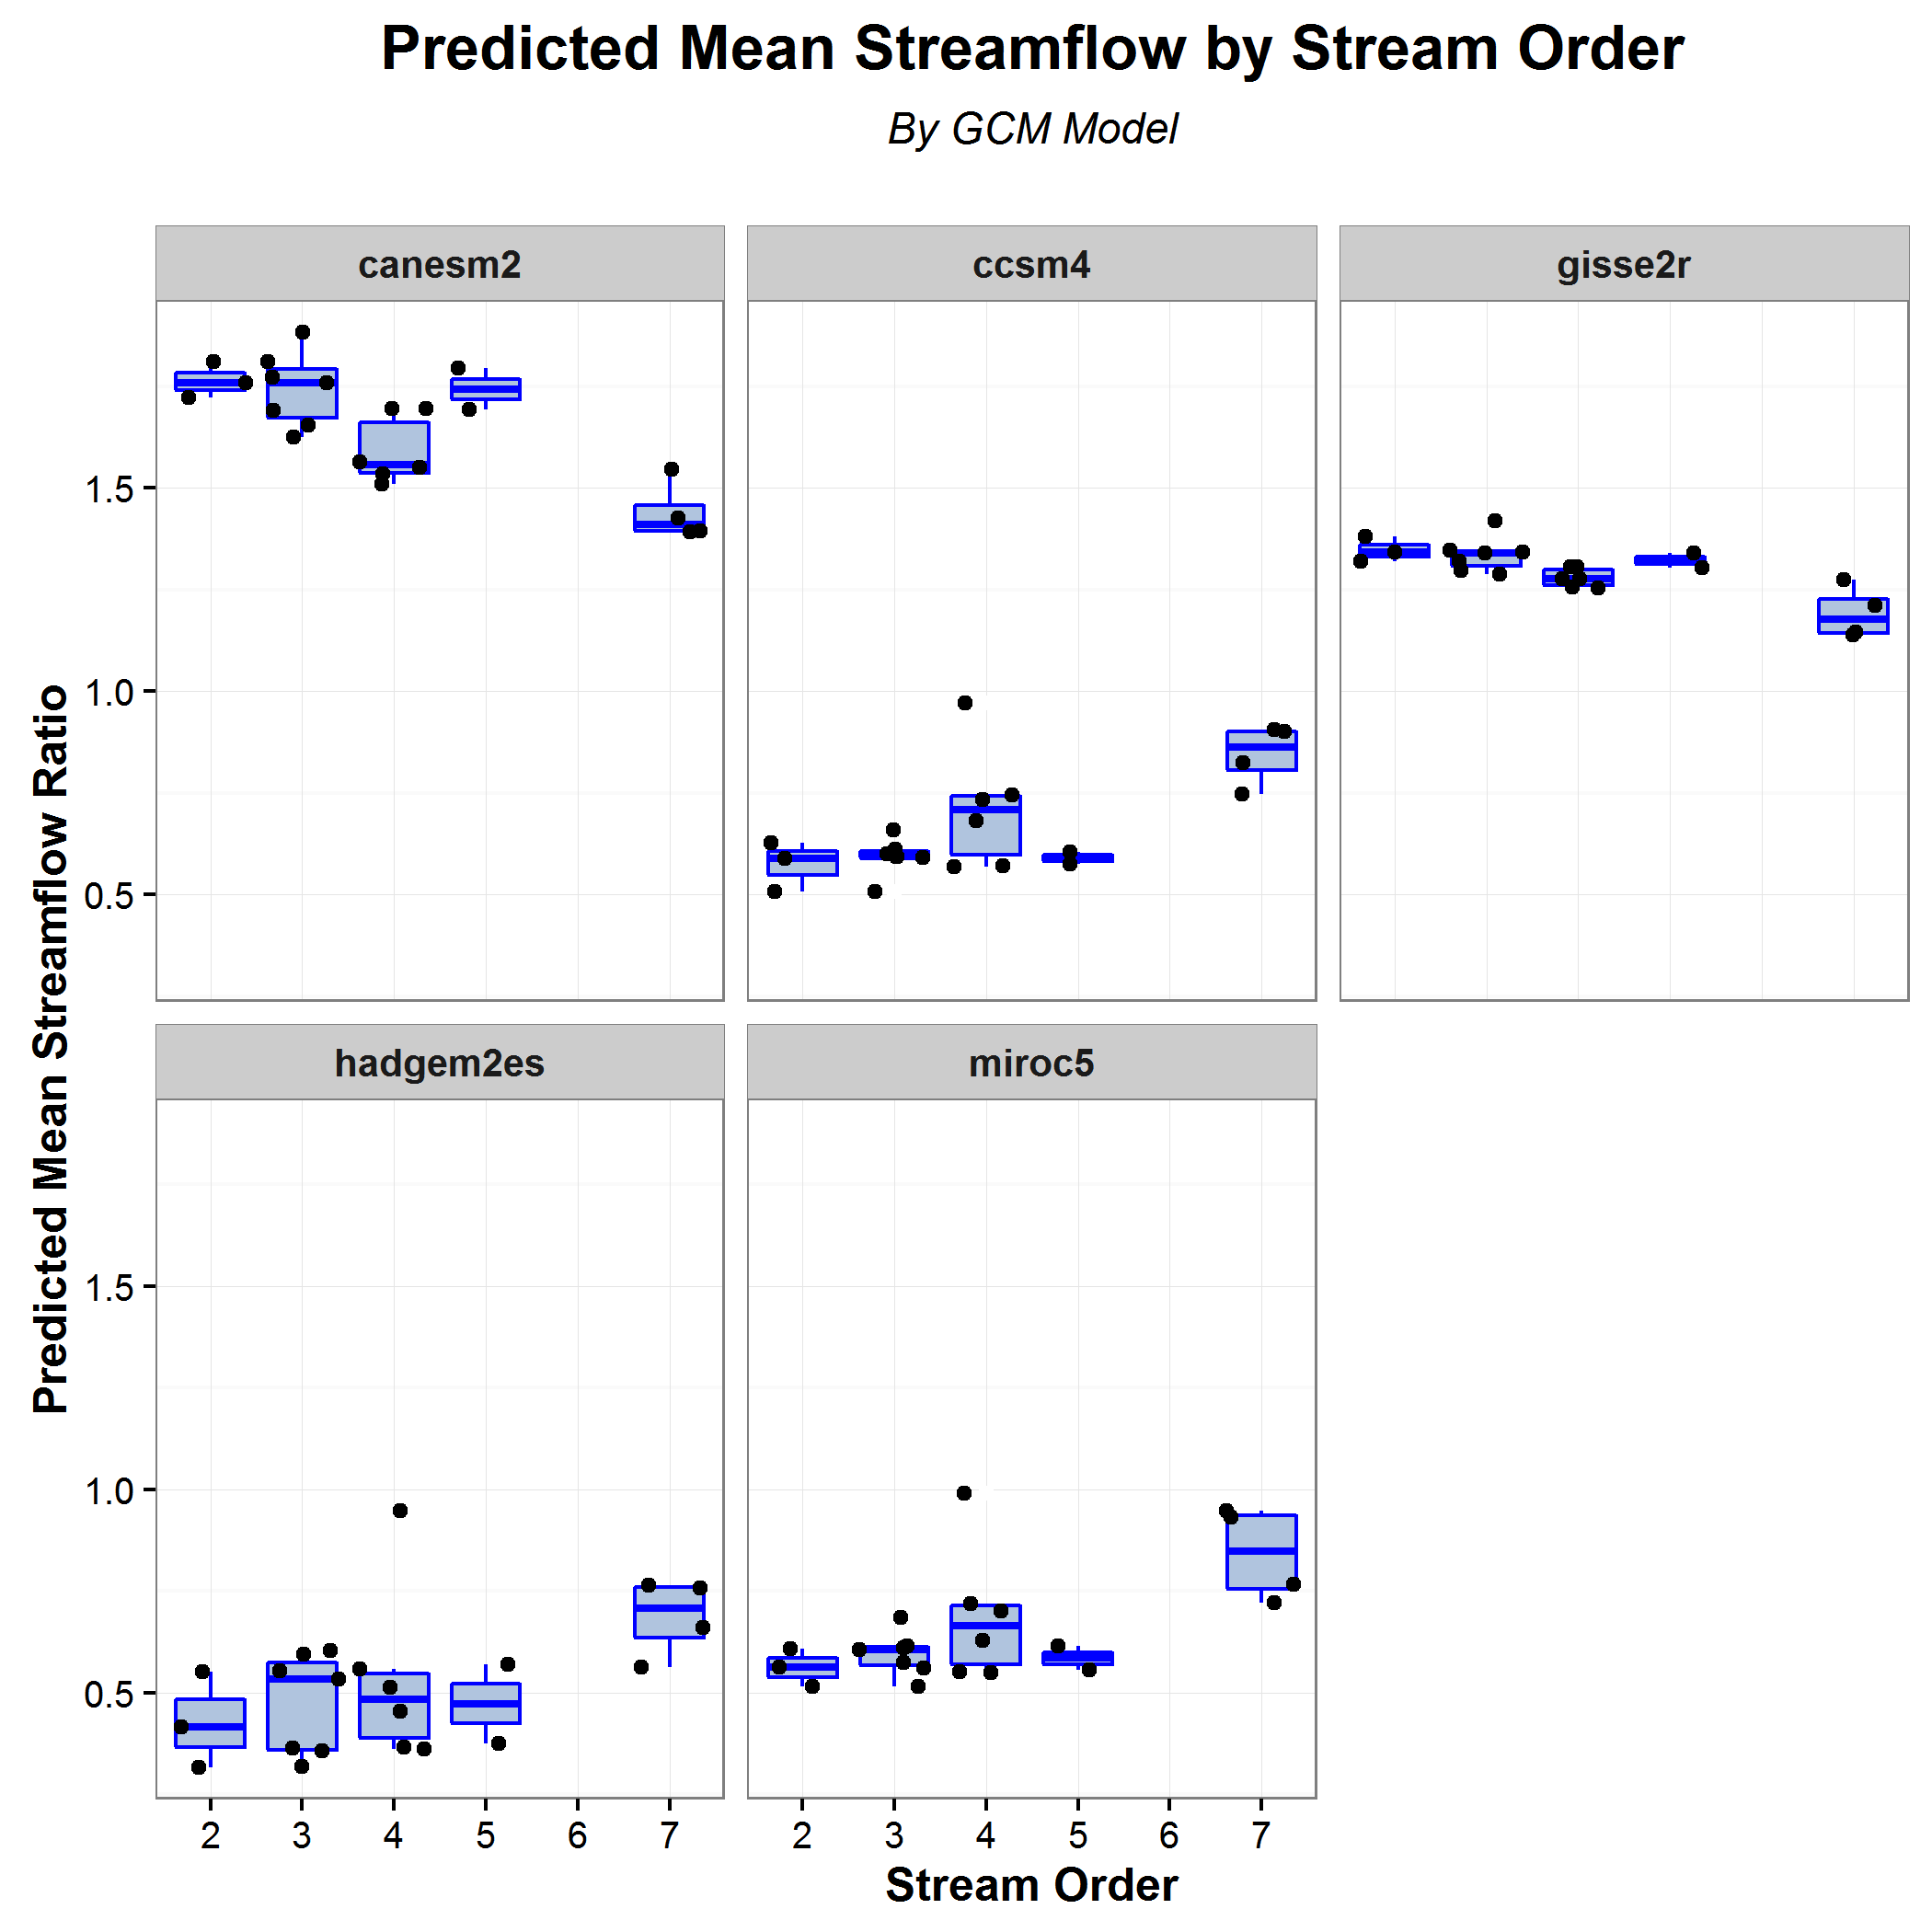 Predicted Mean Streamflow by Stream Order
By GCM Model
canesm2
ccsm4
gisse2r
1.5
1.0
0.5
Predicted Mean Streamflow Ratio
hadgem2es
miroc5
1.5
1.0
0.5
2 3 4 5 6 7
2 3 4 5 6 7
Stream Order